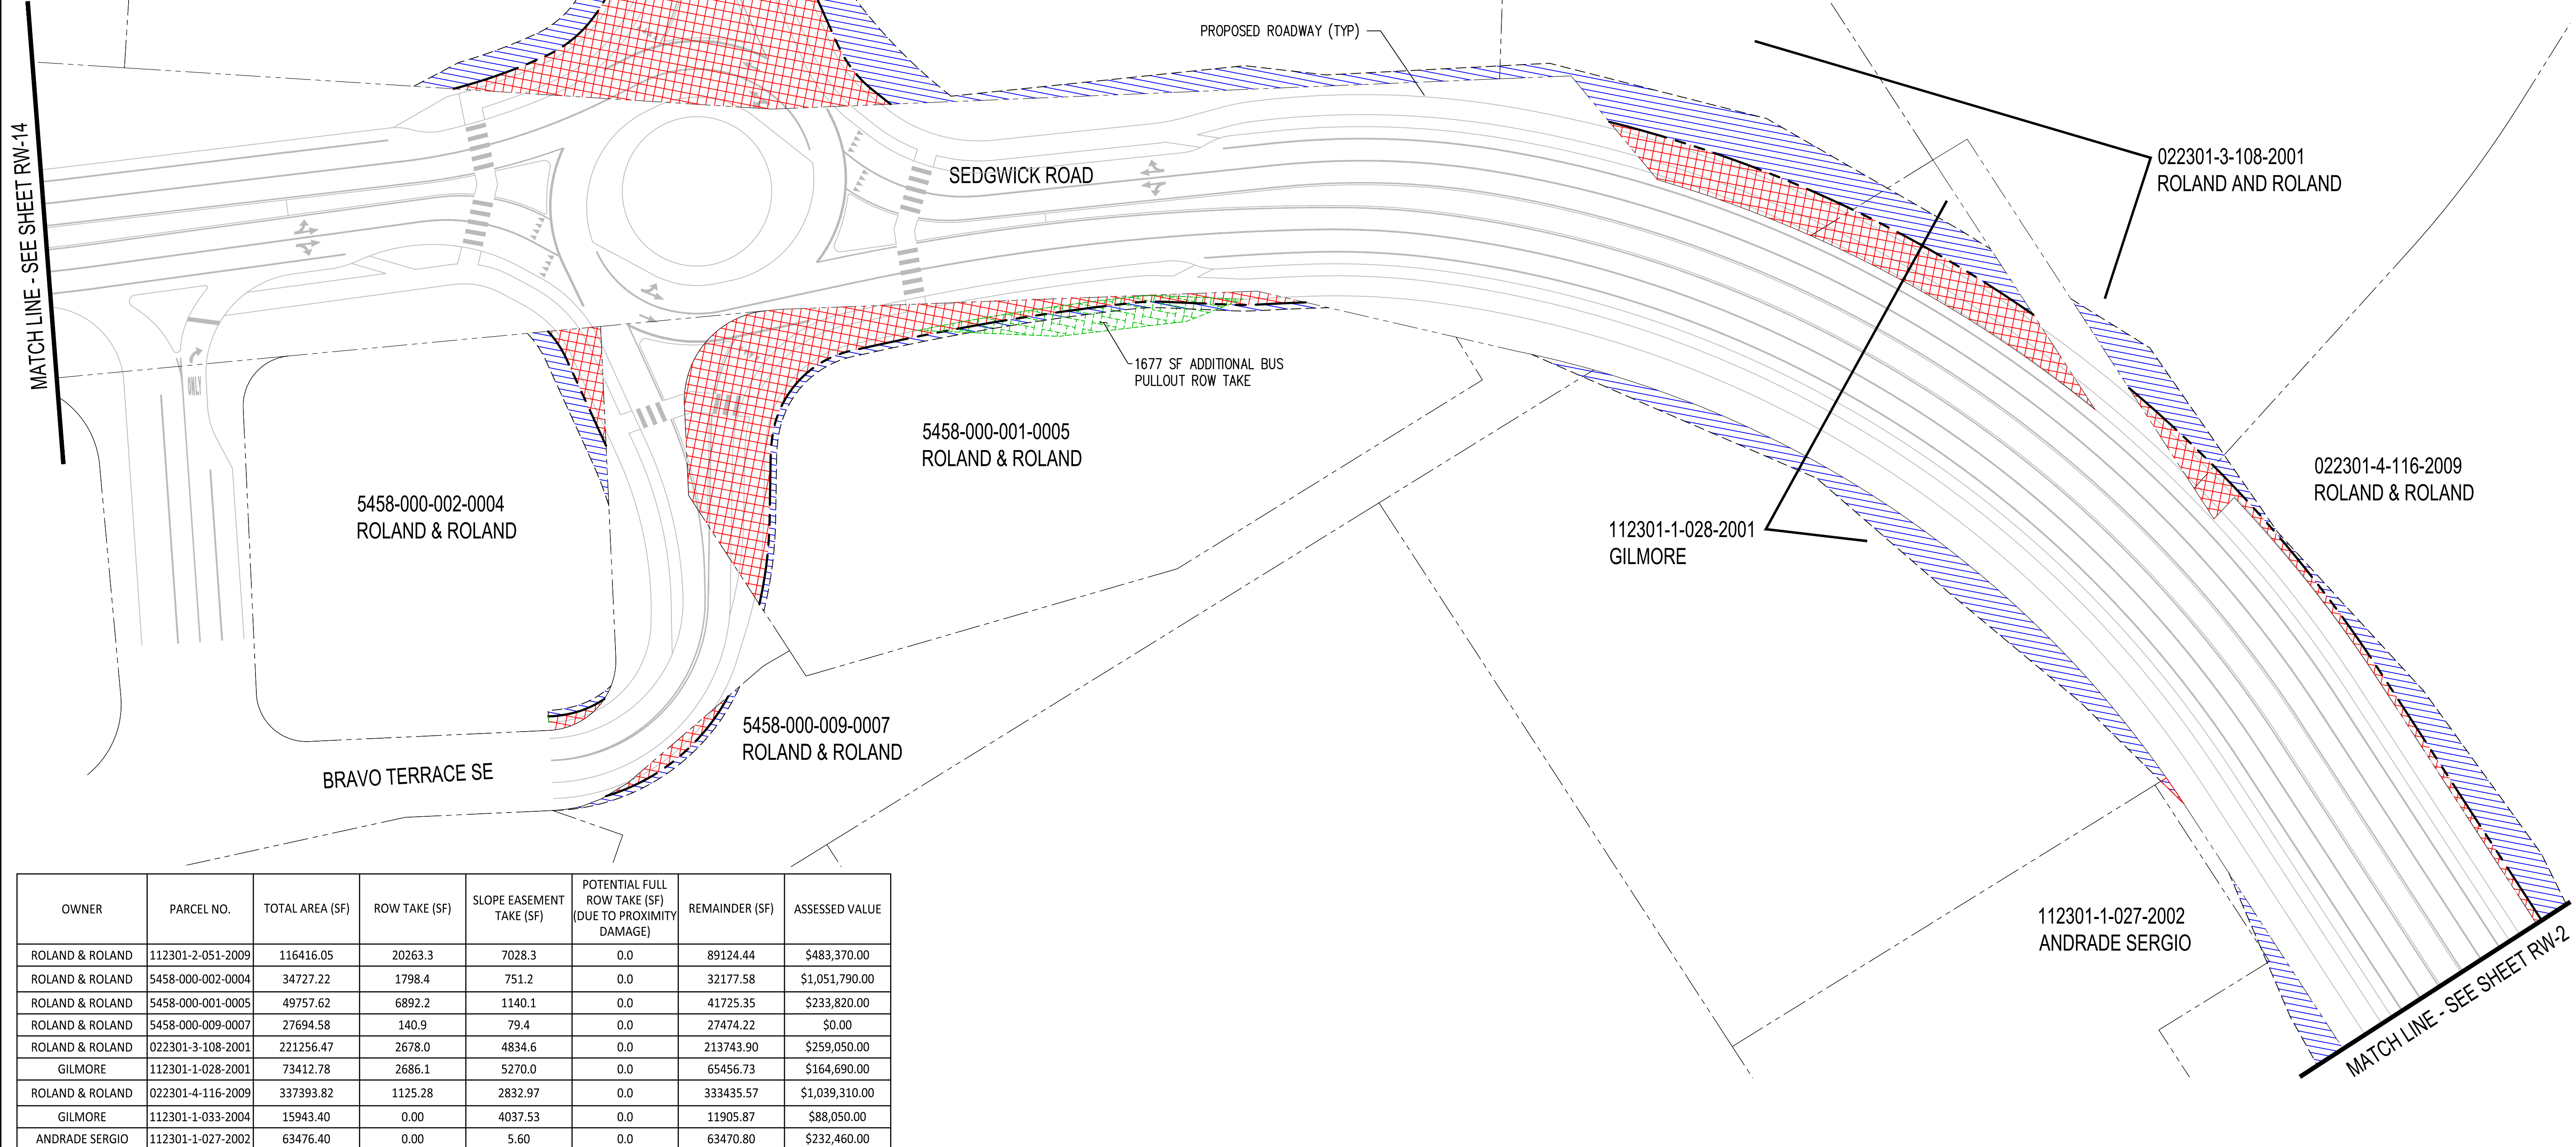 PROPOSED ROADWAY (TYP)
MATCH LINE - SEE SHEET RW-14
SEDGWICK ROAD
022301-3-108-2001
ROLAND AND ROLAND
ONLY
1677 SF ADDITIONAL BUS
PULLOUT ROW TAKE
5458-000-001-0005
ROLAND & ROLAND
5458-000-002-0004
ROLAND & ROLAND
022301-4-116-2009
ROLAND & ROLAND
112301-1-028-2001
GILMORE
5458-000-009-0007
ROLAND & ROLAND
BRAVO TERRACE SE
112301-1-027-2002
ANDRADE SERGIO
MATCH LINE - SEE SHEET RW-2
OWNER PARCEL NO. TOTAL AREA (SF) ROW TAKE (SF) SLOPE EASEMENT TAKE (SF) POTENTIAL FULL ROW TAKE (SF) (DUE TO PROXIMITY DAMAGE) REMAINDER (SF) ASSESSED VALUE
ROLAND & ROLAND 112301-2-051-2009 116416.05 20263.3 7028.3 0.0 89124.44 $483,370.00
ROLAND & ROLAND 5458-000-002-0004 34727.22 1798.4 751.2 0.0 32177.58 $1,051,790.00
ROLAND & ROLAND 5458-000-001-0005 49757.62 6892.2 1140.1 0.0 41725.35 $233,820.00
ROLAND & ROLAND 5458-000-009-0007 27694.58 140.9 79.4 0.0 27474.22 $0.00
ROLAND & ROLAND 022301-3-108-2001 221256.47 2678.0 4834.6 0.0 213743.90 $259,050.00
GILMORE 112301-1-028-2001 73412.78 2686.1 5270.0 0.0 65456.73 $164,690.00
ROLAND & ROLAND 022301-4-116-2009 337393.82 1125.28 2832.97 0.0 333435.57 $1,039,310.00
GILMORE 112301-1-033-2004 15943.40 0.00 4037.53 0.0 11905.87 $88,050.00
ANDRADE SERGIO 112301-1-027-2002 63476.40 0.00 5.60 0.0 63470.80 $232,460.00